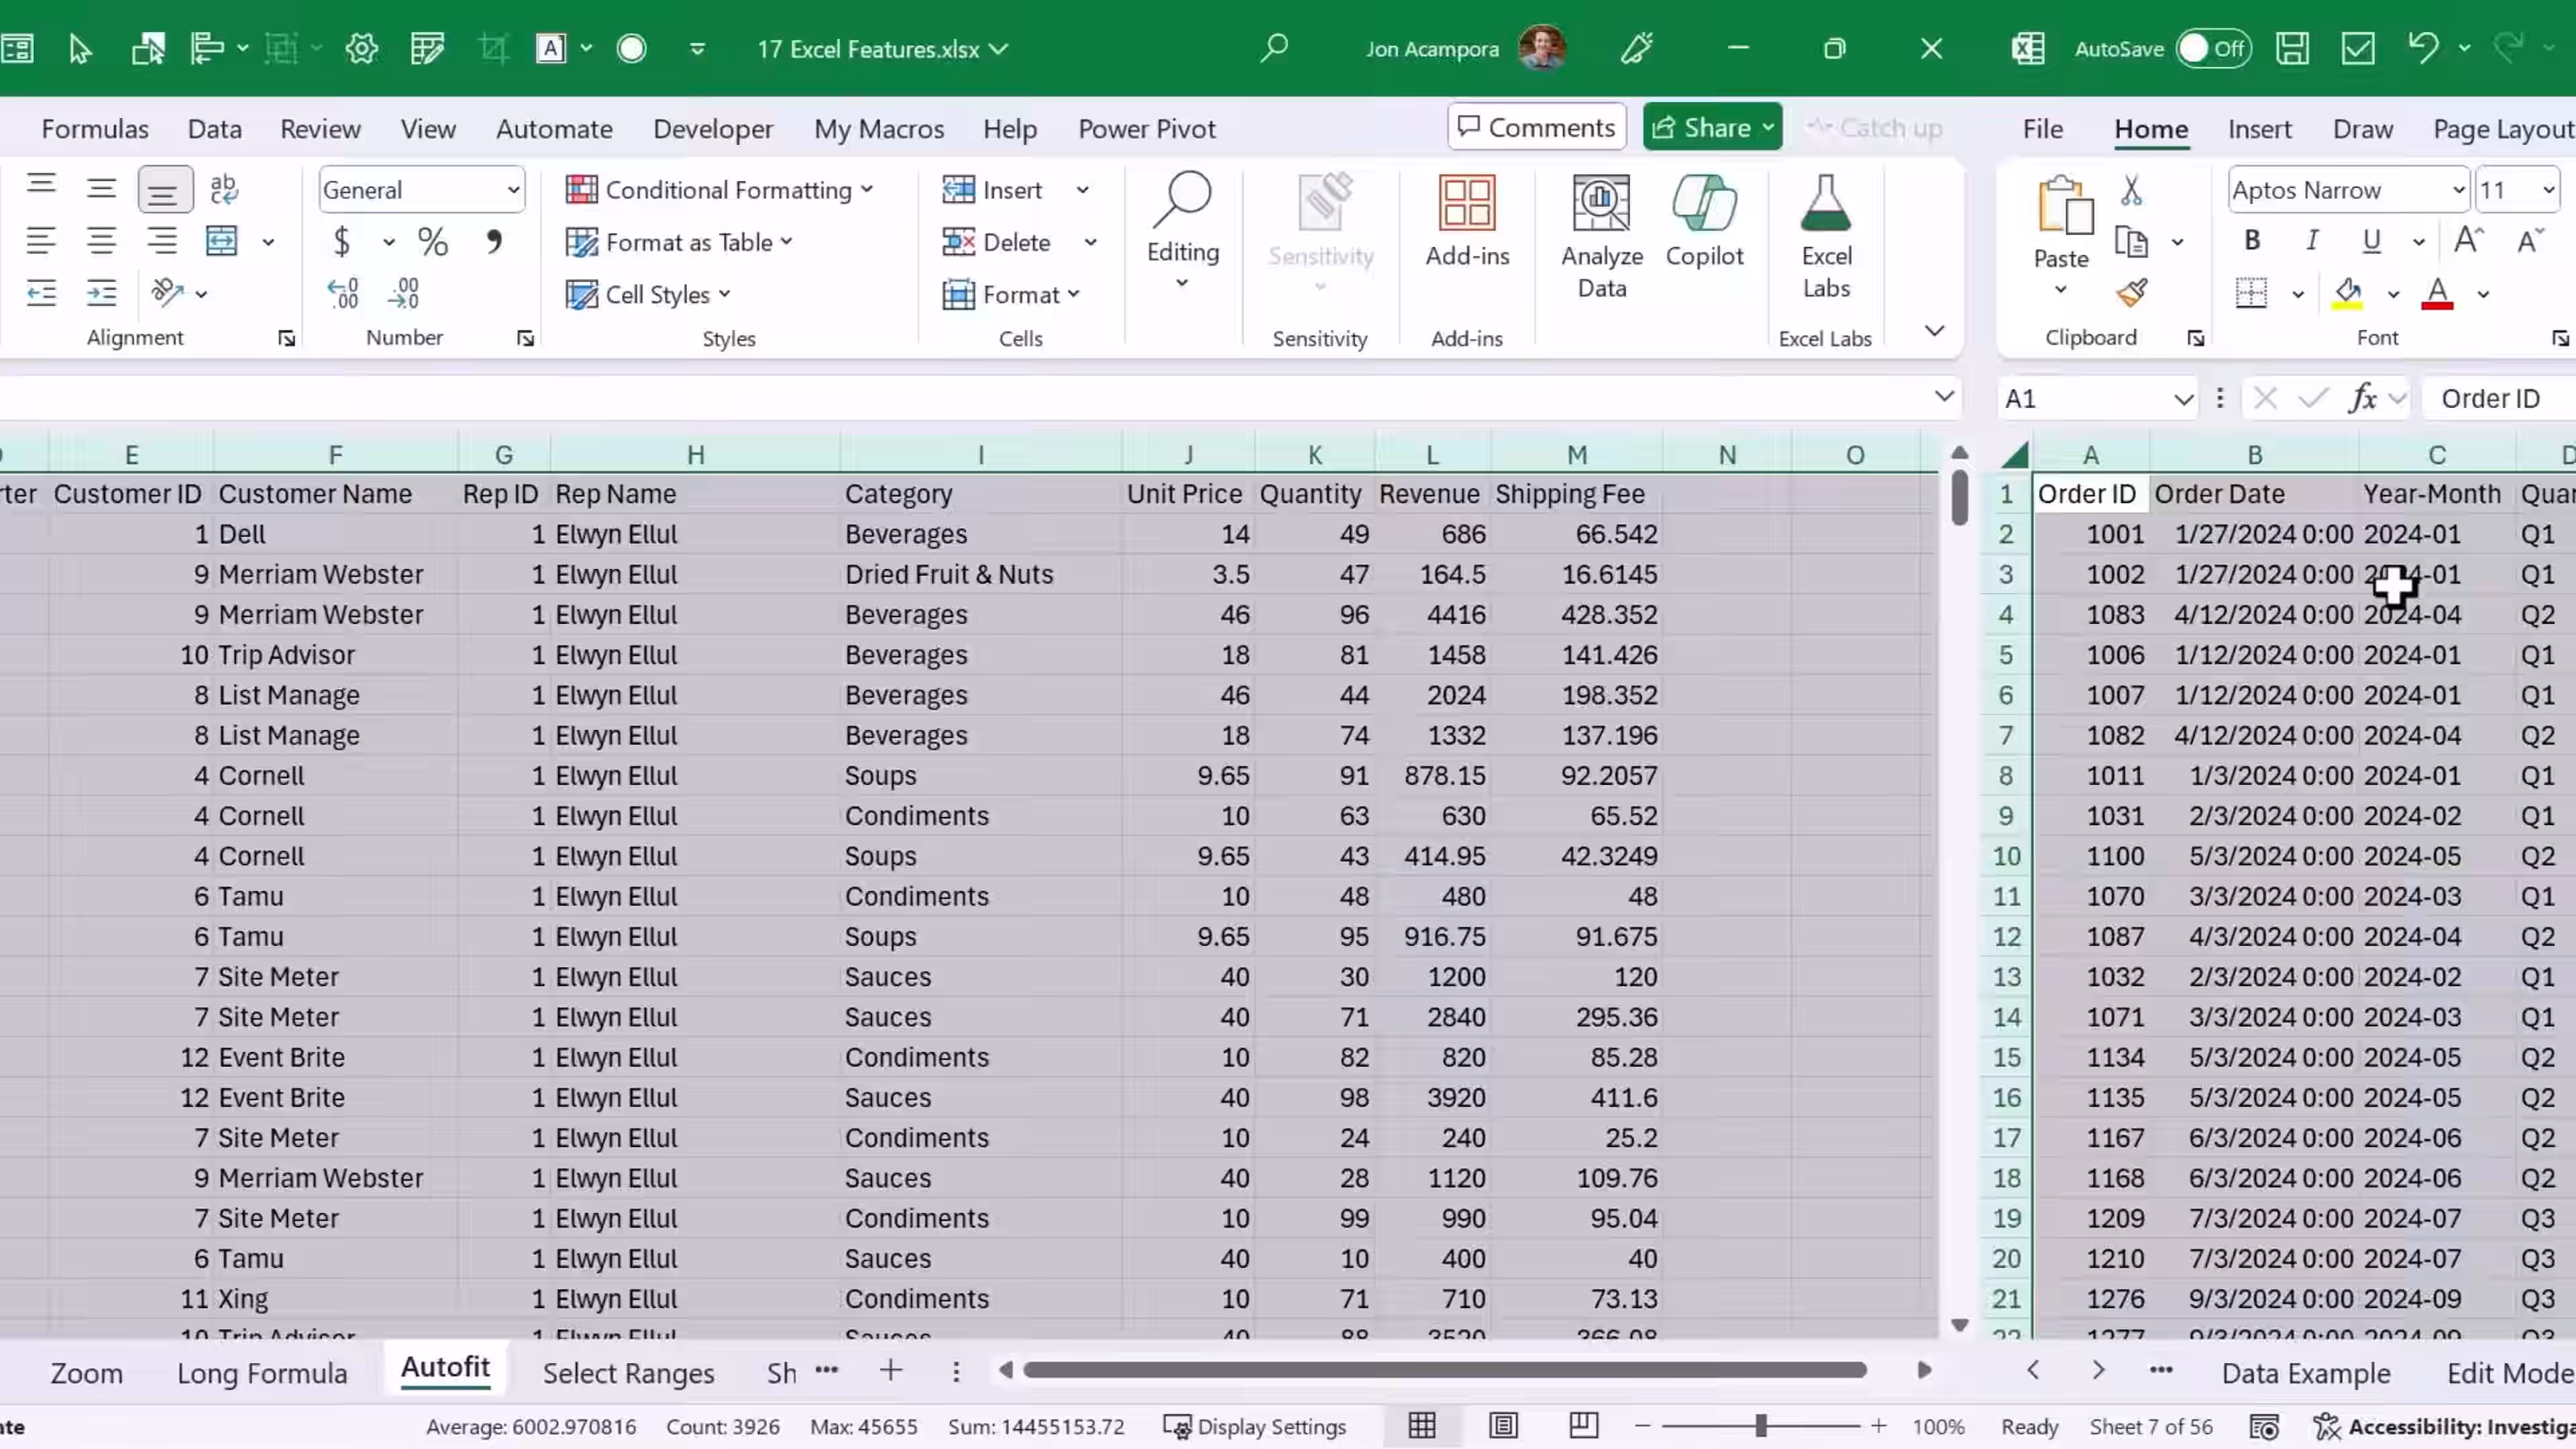 A
17 Excel Features.xlsx
Jon Acampora
AutoSave Off
Formulas Data Review View Automate Developer My Macros Help Power Pivot
Comments Share Catch up
File Home Insert Draw Page Layout
ab
General
Conditional Formatting
Insert
Aptos Narrow 11
$ % ,
Format as Table
Delete
Editing
Sensitivity
Add-ins
Analyze Data
Copilot
Excel Labs
Paste
B I U A A
Cell Styles
Format
A
Alignment Number Styles Cells Sensitivity Add-ins Excel Labs Clipboard Font
A1 fx Order ID
E F G H I J K L M N O A B C D
Customer ID Customer Name Rep ID Rep Name Category Unit Price Quantity Revenue Shipping Fee 1 Order ID Order Date Year-Month
1 Dell 1 Elwyn Ellul Beverages 14 49 686 66.542 2 1001 1/27/2024 0:00 2024-01 Q1
9 Merriam Webster 1 Elwyn Ellul Dried Fruit & Nuts 3.5 47 164.5 16.6145 3 1002 1/27/2024 0:00 2024-01 Q1
9 Merriam Webster 1 Elwyn Ellul Beverages 46 96 4416 428.352 4 1083 4/12/2024 0:00 2024-04 Q2
10 Trip Advisor 1 Elwyn Ellul Beverages 18 81 1458 141.426 5 1006 1/12/2024 0:00 2024-01 Q1
8 List Manage 1 Elwyn Ellul Beverages 46 44 2024 198.352 6 1007 1/12/2024 0:00 2024-01 Q1
8 List Manage 1 Elwyn Ellul Beverages 18 74 1332 137.196 7 1082 4/12/2024 0:00 2024-04 Q2
4 Cornell 1 Elwyn Ellul Soups 9.65 91 878.15 92.2057 8 1011 1/3/2024 0:00 2024-01 Q1
4 Cornell 1 Elwyn Ellul Condiments 10 63 630 65.52 9 1031 2/3/2024 0:00 2024-02 Q1
4 Cornell 1 Elwyn Ellul Soups 9.65 43 414.95 42.3249 10 1100 5/3/2024 0:00 2024-05 Q2
6 Tamu 1 Elwyn Ellul Condiments 10 48 480 48 11 1070 3/3/2024 0:00 2024-03 Q1
6 Tamu 1 Elwyn Ellul Soups 9.65 95 916.75 91.675 12 1087 4/3/2024 0:00 2024-04 Q2
7 Site Meter 1 Elwyn Ellul Sauces 40 30 1200 120 13 1032 2/3/2024 0:00 2024-02 Q1
7 Site Meter 1 Elwyn Ellul Sauces 40 71 2840 295.36 14 1071 3/3/2024 0:00 2024-03 Q1
12 Event Brite 1 Elwyn Ellul Condiments 10 82 820 85.28 15 1134 5/3/2024 0:00 2024-05 Q2
12 Event Brite 1 Elwyn Ellul Sauces 40 98 3920 411.6 16 1135 5/3/2024 0:00 2024-05 Q2
7 Site Meter 1 Elwyn Ellul Condiments 10 24 240 25.2 17 1167 6/3/2024 0:00 2024-06 Q2
9 Merriam Webster 1 Elwyn Ellul Sauces 40 28 1120 109.76 18 1168 6/3/2024 0:00 2024-06 Q2
7 Site Meter 1 Elwyn Ellul Condiments 10 99 990 95.04 19 1209 7/3/2024 0:00 2024-07 Q3
6 Tamu 1 Elwyn Ellul Sauces 40 10 400 40 20 1210 7/3/2024 0:00 2024-07 Q3
11 Xing 1 Elwyn Ellul Condiments 10 71 710 73.13 21 1276 9/3/2024 0:00 2024-09 Q3
10 Trip Advisor 1 Elwyn Ellul Sauces 40 88 3520 366.08 22 1277 9/3/2024 0:00 2024-09 Q3
Zoom Long Formula Autofit Select Ranges Sh ... + Data Example Edit Mode
Average: 6002.970816 Count: 3926 Max: 45655 Sum: 14455153.72 Display Settings 100% Ready Sheet 7 of 56 Accessibility: